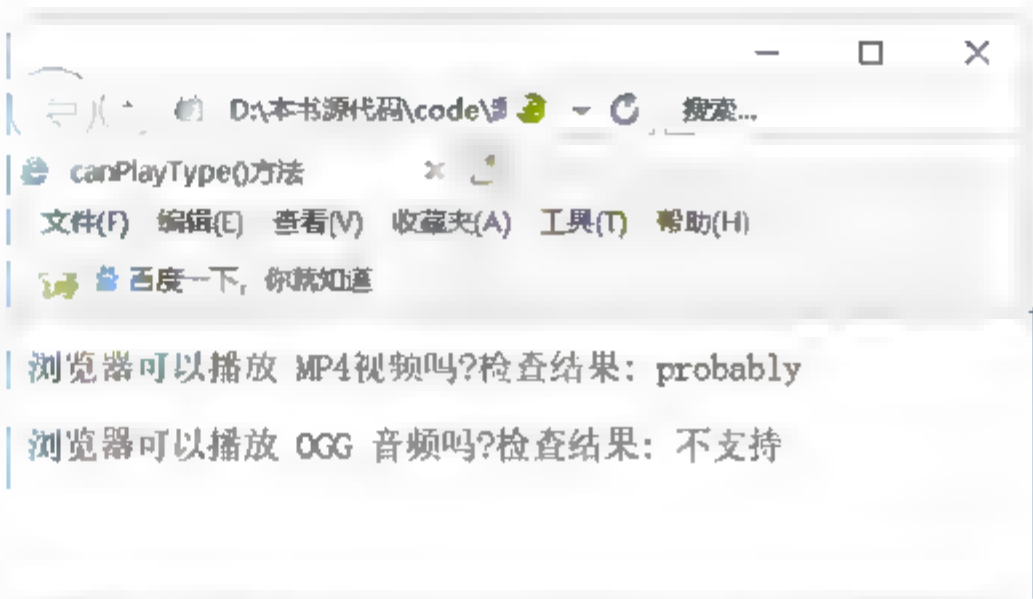 D:\本书源代码\code\ 搜索...
canPlayType()方法
文件(F) 编辑(E) 查看(V) 收藏夹(A) 工具(T) 帮助(H)
百度一下，你就知道
浏览器可以播放 MP4视频吗?检查结果: probably
浏览器可以播放 OGG 音频吗?检查结果: 不支持